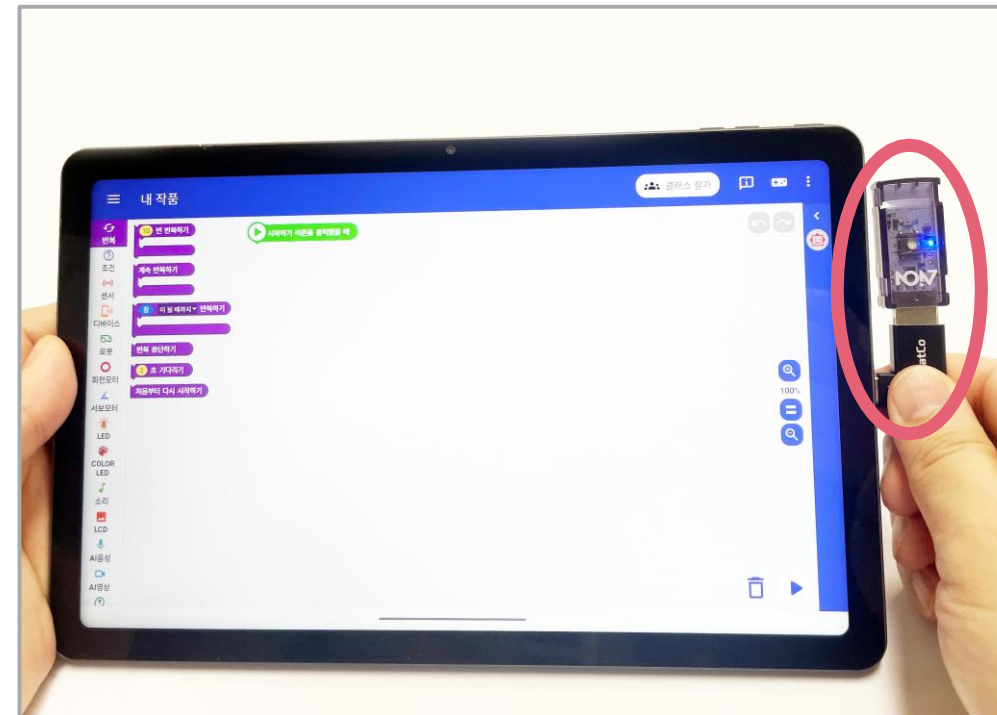 내 작품
클래스 참가
반복
조건
센서
디바이스
로봇
회전모터
서보모터
LED
COLOR
LED
소리
LCD
AI음성
AI영상
10 번 반복하기
계속 반복하기
참 이 될 때까지 반복하기
반복 중단하기
2 초 기다리기
처음부터 다시 시작하기
시작하기 버튼을 클릭했을 때
100%
atCo